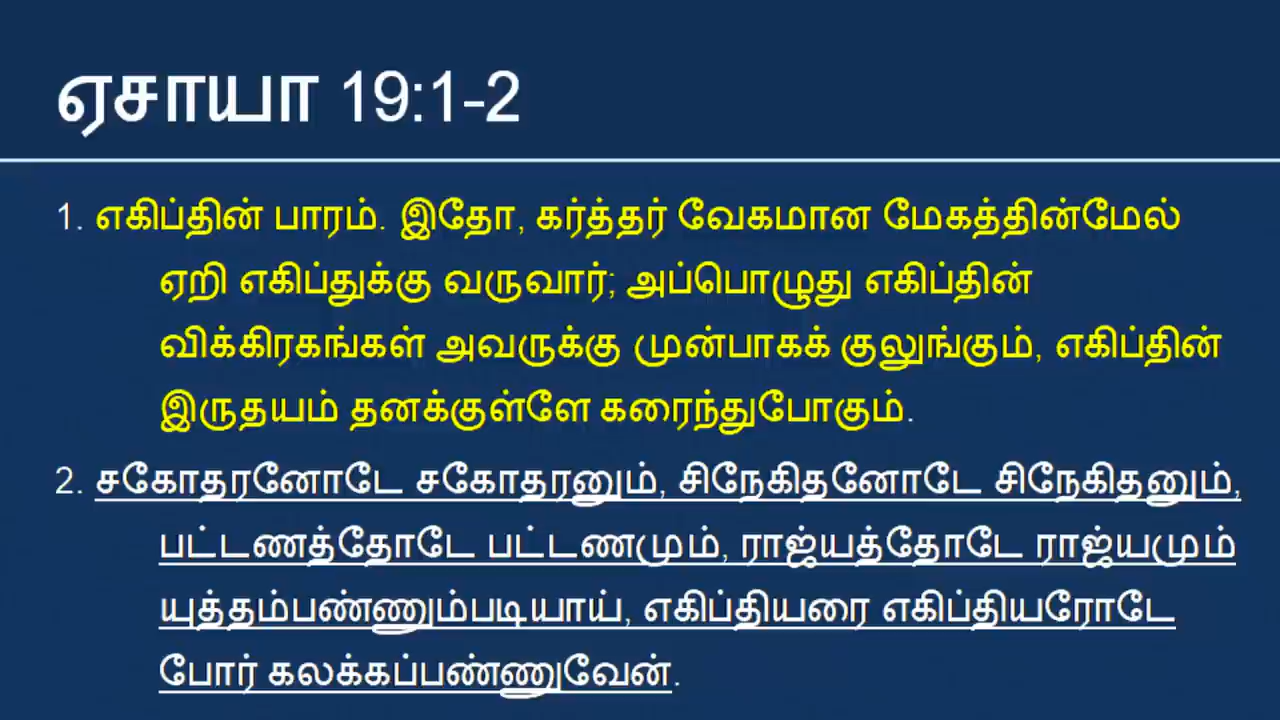 ஏசாயா 19:1-2
1. எகிப்தின் பாரம். இதோ, கர்த்தர் வேகமான மேகத்தின்மேல்
ஏறி எகிப்துக்கு வருவார்; அப்பொழுது எகிப்தின்
விக்கிரகங்கள் அவருக்கு முன்பாகக் குலுங்கும், எகிப்தின்
இருதயம் தனக்குள்ளே கரைந்துபோகும்.
2. சகோதரனோடே சகோதரனும், சிநேகிதனோடே சிநேகிதனும்,
பட்டணத்தோடே பட்டணமும், ராஜ்யத்தோடே ராஜ்யமும்
யுத்தம்பண்ணும்படியாய், எகிப்தியரை எகிப்தியரோடே
போர் கலக்கப்பண்ணுவேன்.